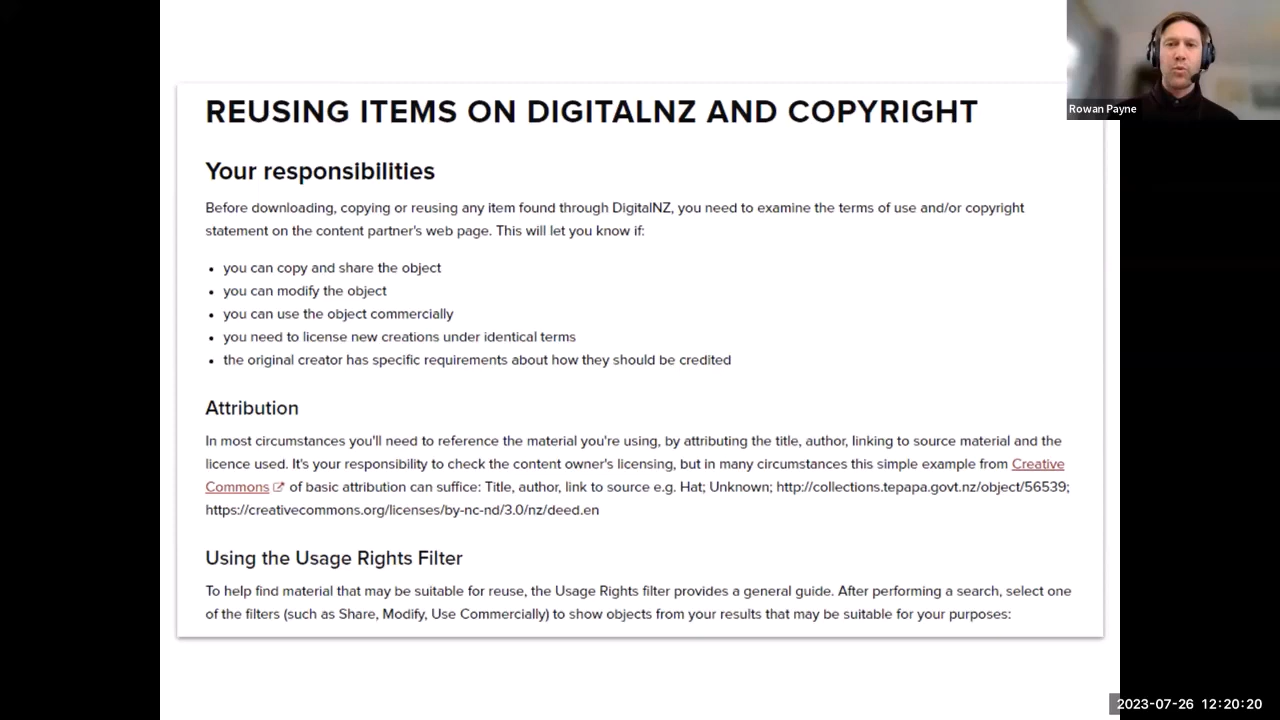 REUSING ITEMS ON DIGITALNZ AND COPYRIGHT
Rowan Payne
Your responsibilities
Before downloading, copying or reusing any item found through DigitalNZ, you need to examine the terms of use and/or copyright
statement on the content partner's web page. This will let you know if:
• you can copy and share the object
• you can modify the object
• you can use the object commercially
• you need to license new creations under identical terms
• the original creator has specific requirements about how they should be credited
Attribution
In most circumstances you'll need to reference the material you're using, by attributing the title, author, linking to source material and the
licence used. It's your responsibility to check the content owner's licensing, but in many circumstances this simple example from Creative
Commons of basic attribution can suffice: Title, author, link to source e.g. Hat; Unknown; http://collections.tepapa.govt.nz/object/56539;
https://creativecommons.org/licenses/by-nc-nd/3.0/nz/deed.en
Using the Usage Rights Filter
To help find material that may be suitable for reuse, the Usage Rights filter provides a general guide. After performing a search, select one
of the filters (such as Share, Modify, Use Commercially) to show objects from your results that may be suitable for your purposes:
2023-07-26 12:20:20